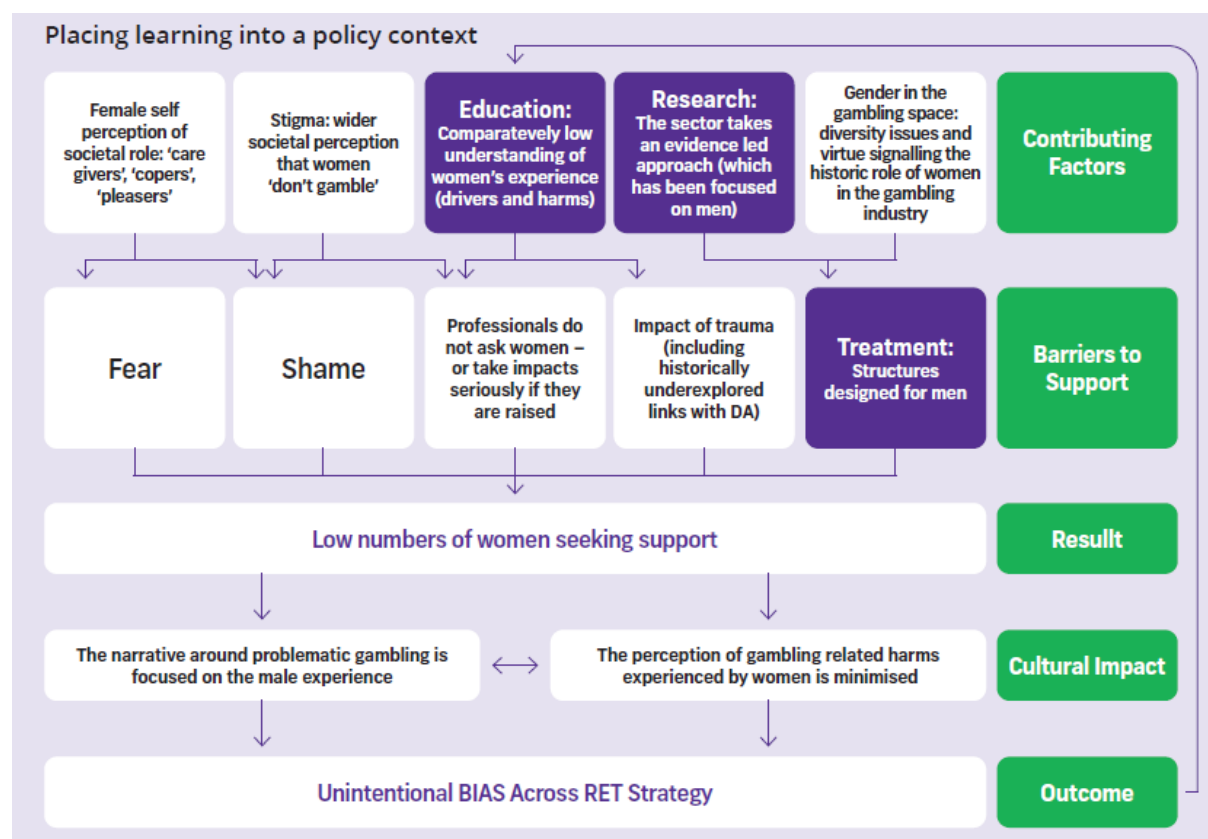 Placing learning into a policy context
Female self
perception of
societal role: ‘care
givers’, ‘copers’,
‘pleasers’
Stigma: wider
societal perception
that women
‘don’t gamble’
Education:
Comparatevely low
understanding of
women’s experience
(drivers and harms)
Research:
The sector takes
an evidence led
approach (which
has been focused
on men)
Gender in the
gambling space:
diversity issues and
virtue signalling the
historic role of women
in the gambling
industry
Contributing
Factors
Fear
Shame
Professionals do
not ask women –
or take impacts
seriously if they
are raised
Impact of trauma
(including
historically
underexplored
links with DA)
Treatment:
Structures
designed for men
Barriers to
Support
Low numbers of women seeking support
Resullt
The narrative around problematic gambling is
focused on the male experience
The perception of gambling related harms
experienced by women is minimised
Cultural Impact
Unintentional BIAS Across RET Strategy
Outcome